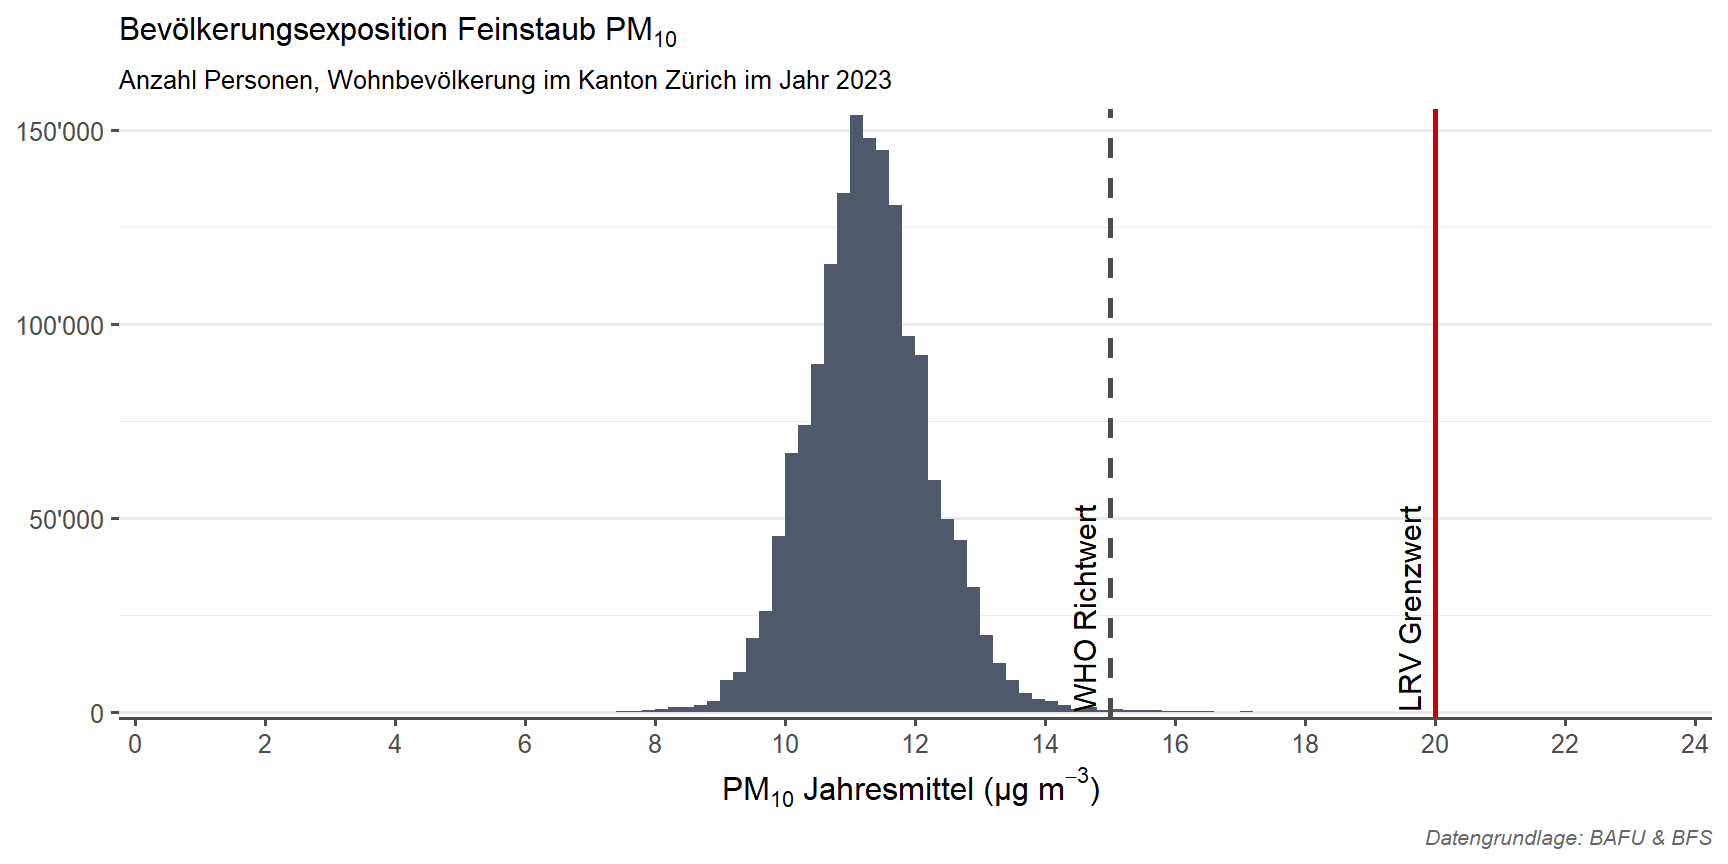 Bevölkerungsexposition Feinstaub PM₁₀
Anzahl Personen, Wohnbevölkerung im Kanton Zürich im Jahr 2023
150'000
100'000
50'000
0
WHO Richtwert
LRV Grenzwert
0 2 4 6 8 10 12 14 16 18 20 22 24
PM₁₀ Jahresmittel (µg m⁻³)
Datengrundlage: BAFU & BFS